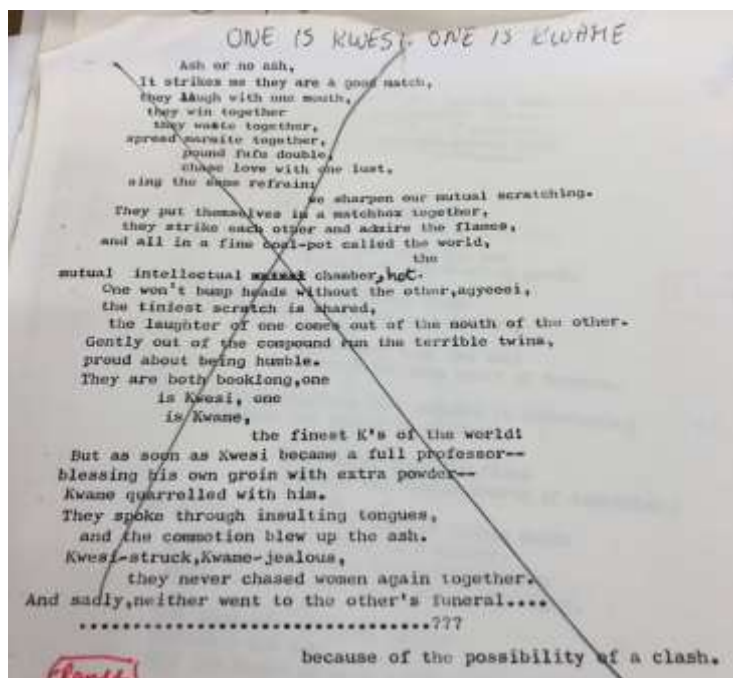 ONE IS KWESI. ONE IS KWAME
Ash or no ash,
It strikes me they are a good match,
they laugh with one mouth,
they win together
they waste together,
spread marmite together,
pound fufu double,
chase love with one lust,
sing the same refrain:
we sharpen our mutual scratching.
They put themselves in a matchbox together,
they strike each other and admire the flames,
and all in a fine coal-pot called the world,
the
mutual intellectual chamber,hot.
One won't bump heads without the other,agyeeei,
the tiniest scratch is shared,
the laughter of one comes out of the mouth of the other.
Gently out of the compound run the terrible twins,
proud about being humble.
They are both booklong,one
is Kwesi, one
is Kwame,
the finest K's of the world!
But as soon as Kwesi became a full professor--
blessing his own groin with extra powder--
Kwame quarrelled with him.
They spoke through insulting tongues,
and the commotion blew up the ash.
Kwesi-struck,Kwame-jealous,
they never chased women again together.
And sadly,neither went to the other's funeral....
..................................???
because of the possibility of a clash.